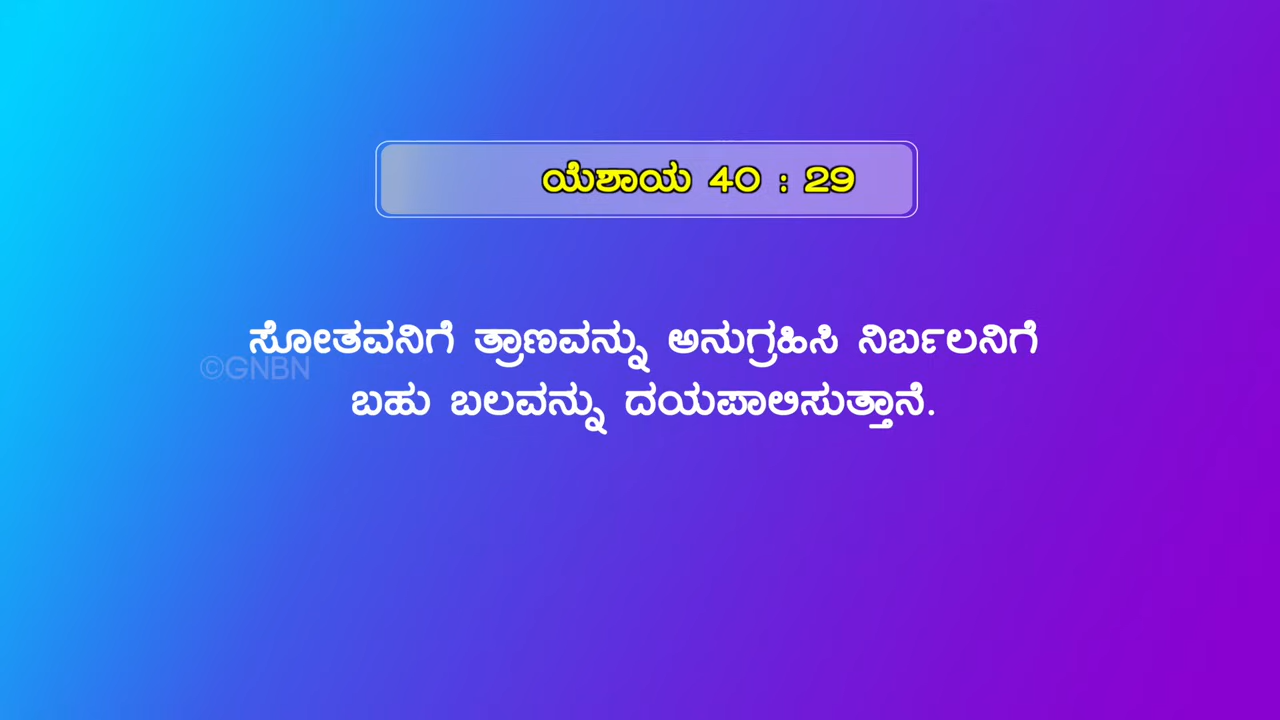 ಯೆಶಾಯ 40 : 29
ಸೋತವನಿಗೆ ತ್ರಾಣವನ್ನು ಅನುಗ್ರಹಿಸಿ ನಿರ್ಬಲನಿಗೆ
©GNBN
ಬಹು ಬಲವನ್ನು ದಯಪಾಲಿಸುತ್ತಾನೆ.